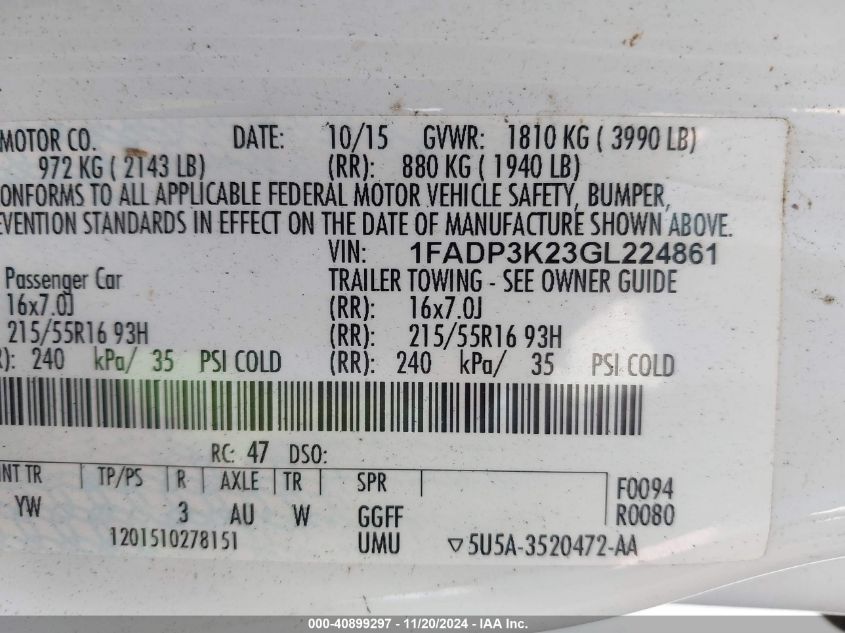 MOTOR CO. DATE: 10/15 GVWR: 1810 KG ( 3990 LB)
972 KG ( 2143 LB) (RR): 880 KG ( 1940 LB)
ONFORMS TO ALL APPLICABLE FEDERAL MOTOR VEHICLE SAFETY, BUMPER,
EVENTION STANDARDS IN EFFECT ON THE DATE OF MANUFACTURE SHOWN ABOVE.
VIN: 1FADP3K23GL224861
Passenger Car TRAILER TOWING - SEE OWNER GUIDE
16x7.0J (RR): 16x7.0J
215/55R16 93H (RR): 215/55R16 93H
R): 240 kPa/ 35 PSI COLD (RR): 240 kPa/ 35 PSI COLD
RC: 47 DSO:
INT TR TP/PS R AXLE TR SPR F0094
YW 3 AU W GGFF R0080
1201510278151 UMU ▽5U5A-3520472-AA
000-40899297 - 11/20/2024 - IAA Inc.